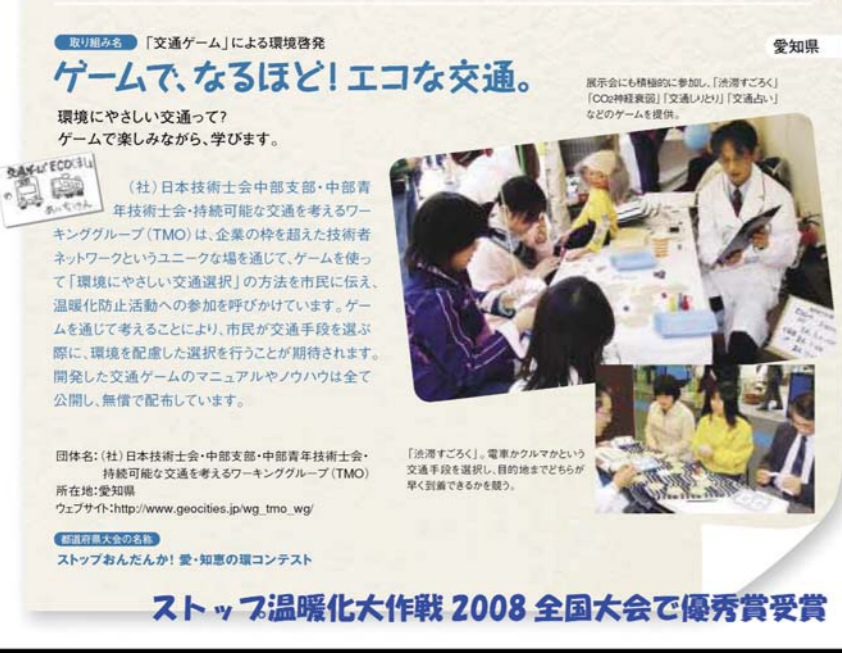 取り組み名 「交通ゲーム」による環境啓発
愛知県
ゲームで、なるほど!エコな交通。
環境にやさしい交通って?
ゲームで楽しみながら、学びます。
展示会にも積極的に参加し、「渋滞すごろく」
「CO₂神経衰弱」「交通しりとり」「交通占い」
などのゲームを提供。
(社)日本技術士会中部支部・中部青
年技術士会・持続可能な交通を考えるワー
キンググループ(TMO)は、企業の枠を超えた技術者
ネットワークというユニークな場を通じて、ゲームを使っ
て「環境にやさしい交通選択」の方法を市民に伝え、
温暖化防止活動への参加を呼びかけています。ゲー
ムを通じて考えることにより、市民が交通手段を選ぶ
際に、環境を配慮した選択を行うことが期待されます。
開発した交通ゲームのマニュアルやノウハウは全て
公開し、無償で配布しています。
団体名:(社)日本技術士会・中部支部・中部青年技術士会・
持続可能な交通を考えるワーキンググループ(TMO)
所在地:愛知県
ウェブサイト:http://www.geocities.jp/wg_tmo_wg/
「渋滞すごろく」。電車かクルマかという
交通手段を選択し、目的地までどちらが
早く到着できるかを競う。
都道府県大会の名称
ストップおんだんか! 愛・知恵の環コンテスト
ストップ温暖化大作戦 2008 全国大会で優秀賞受賞